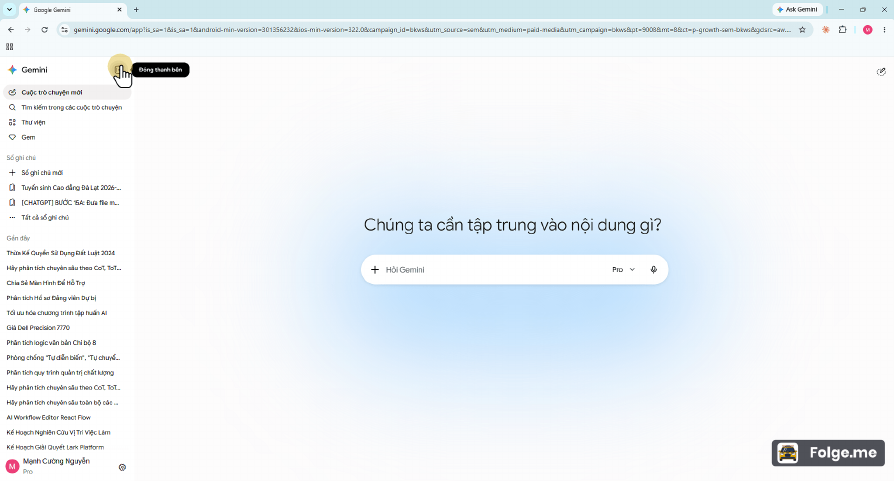 Google Gemini
Ask Gemini
gemini.google.com/app?is_sa=1&is_sa=1&android-min-version=301356232&ios-min-version=322.0&campaign_id=bkws&utm_source=sem&utm_medium=paid-media&utm_campaign=bkws&pt=9008&mt=8&ct=p-growth-sem-bkws&gclsrc=aw....
M
Gemini
Đóng thanh bên
Cuộc trò chuyện mới
Tìm kiếm trong các cuộc trò chuyện
Thư viện
Gem
Sổ ghi chú
Sổ ghi chú mới
Tuyển sinh Cao đẳng Đà Lạt 2026-...
[CHATGPT] BƯỚC 15A: Đưa file m...
Tất cả sổ ghi chú
Gần đây
Thừa Kế Quyền Sử Dụng Đất Luật 2024
Hãy phân tích chuyên sâu theo CoT, ToT...
Chia Sẻ Màn Hình Để Hỗ Trợ
Phân tích Hồ sơ Đảng viên Dự bị
Tối ưu hóa chương trình tập huấn AI
Giá Dell Precision 7770
Phân tích logic văn bản Chi bộ 8
Phòng chống "Tự diễn biến", "Tự chuyể...
Phân tích quy trình quản trị chất lượng
Hãy phân tích chuyên sâu theo CoT, ToT...
Hãy phân tích chuyên sâu toàn bộ các ...
AI Workflow Editor React Flow
Kế Hoạch Nghiên Cứu Vị Trí Việc Làm
Kế Hoạch Giải Quyết Lark Platform
M
Mạnh Cường Nguyễn
Pro
Chúng ta cần tập trung vào nội dung gì?
Hỏi Gemini
Pro
Folge.me